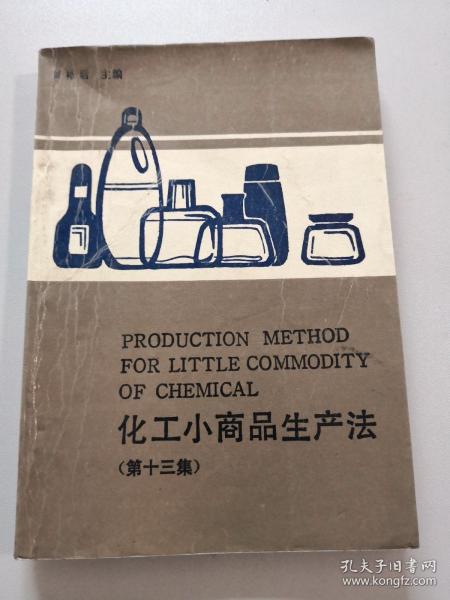 主编
PRODUCTION METHOD
FOR LITTLE COMMODITY
OF CHEMICAL
化工小商品生产法
(第十三集)
孔夫子旧书网
www.kongfz.com